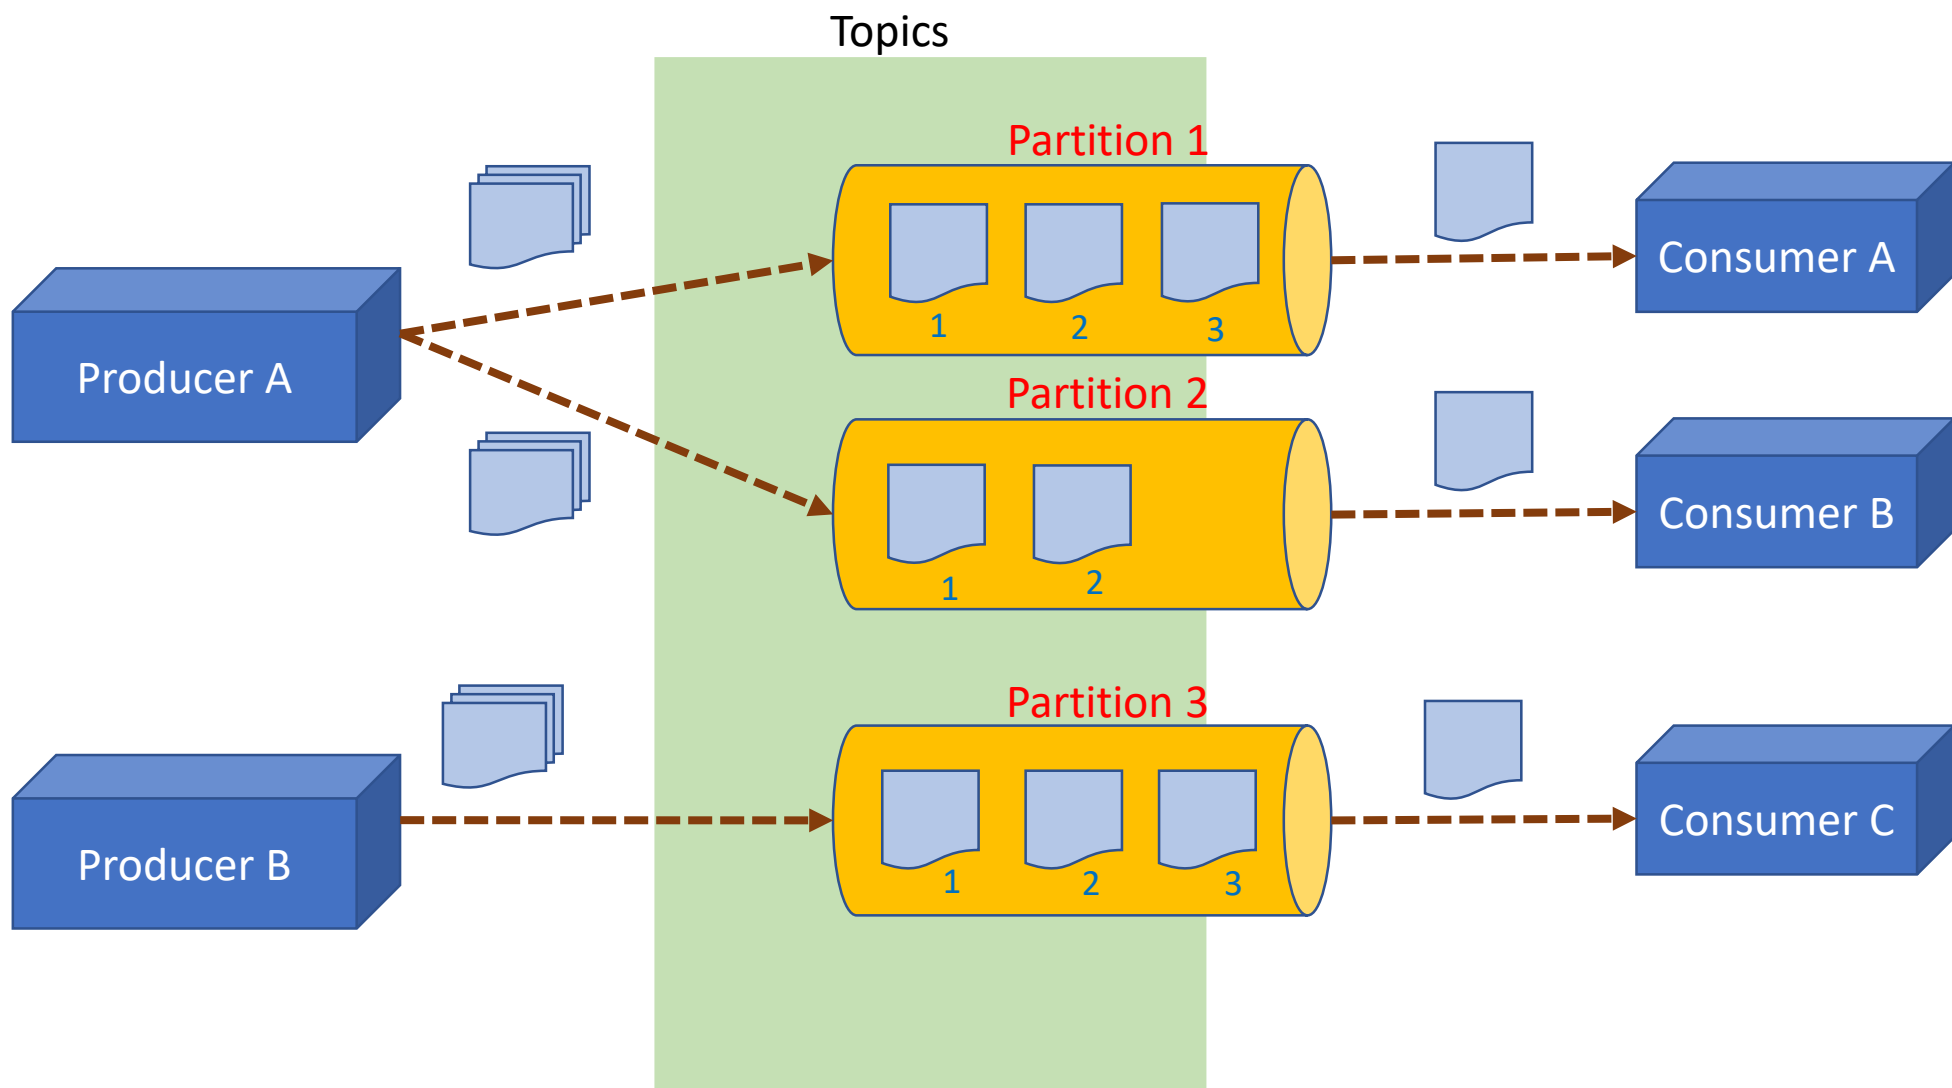 Topics
Partition 1
1 2 3
Producer A
Consumer A
Partition 2
1 2
Consumer B
Partition 3
1 2 3
Producer B
Consumer C